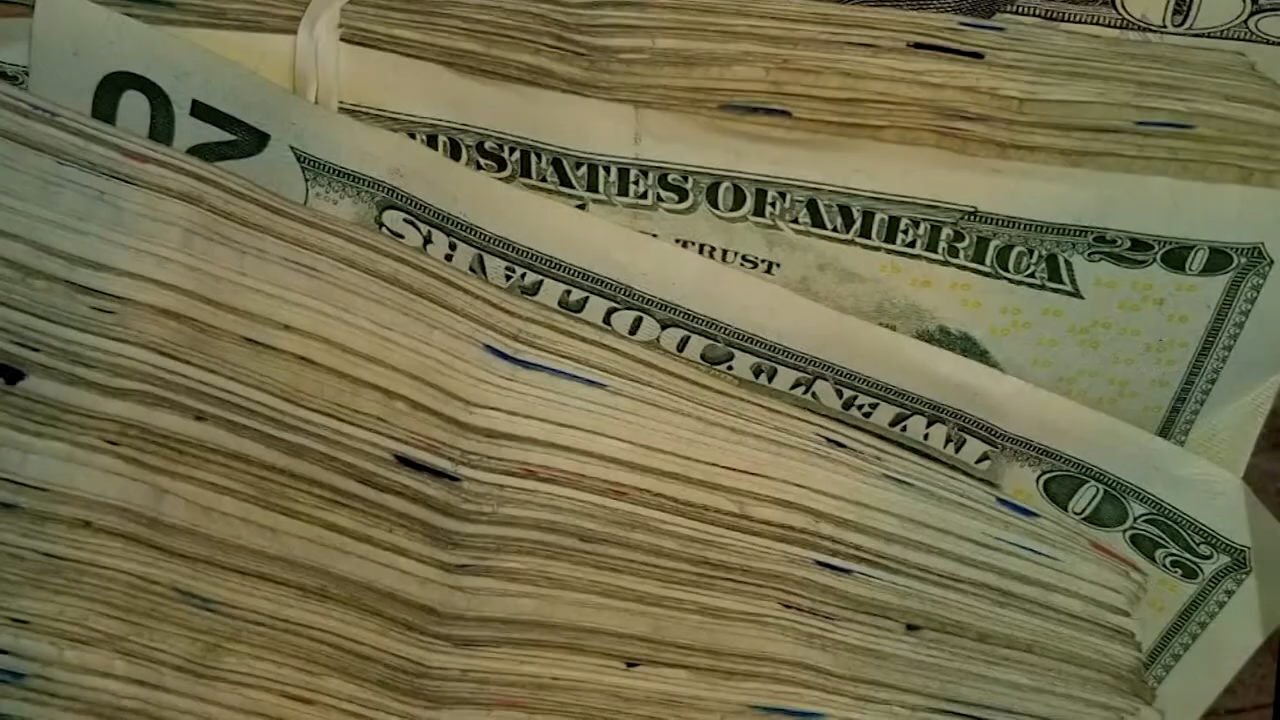 D STATES OF AMERICA 20
TRUST
20
TWENTY DOLLARS
20